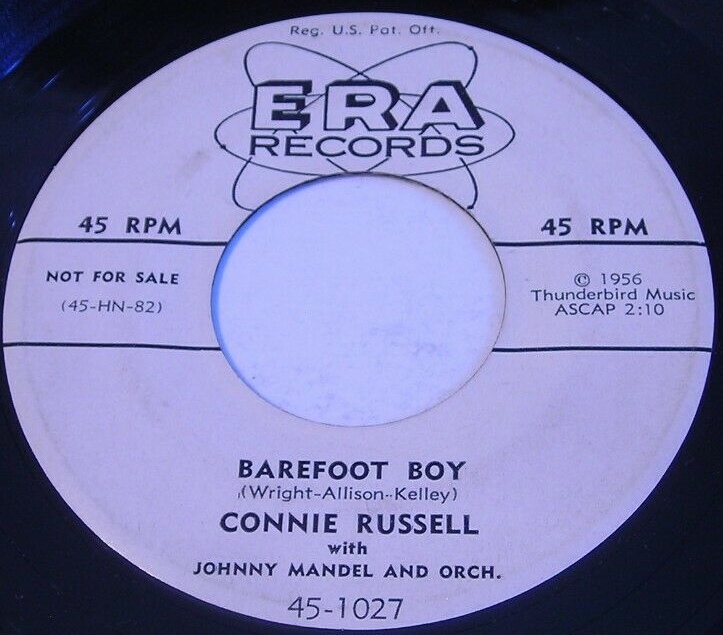 Reg. U.S. Pat. Off.
ERA
RECORDS
45 RPM
45 RPM
NOT FOR SALE
(45-HN-82)
© 1956
Thunderbird Music
ASCAP 2:10
BAREFOOT BOY
(Wright-Allison-Kelley)
CONNIE RUSSELL
with
JOHNNY MANDEL AND ORCH.
45-1027